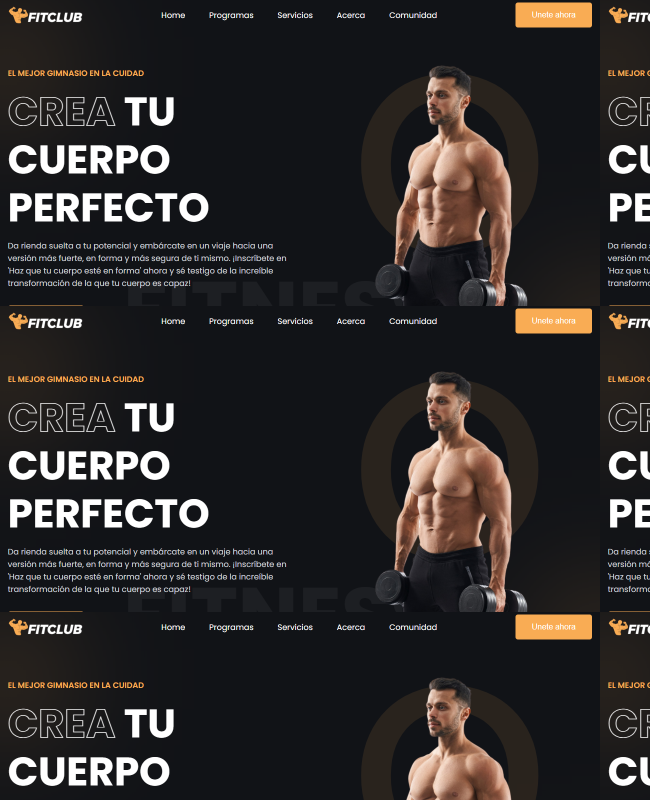 FITCLUB
Home Programas Servicios Acerca Comunidad
Unete ahora
EL MEJOR GIMNASIO EN LA CUIDAD
CREA TU
CUERPO
PERFECTO
Da rienda suelta a tu potencial y embárcate en un viaje hacia una
versión más fuerte, en forma y más segura de ti mismo. ¡Inscríbete en
'Haz que tu cuerpo esté en forma' ahora y sé testigo de la increíble
transformación de la que tu cuerpo es capaz!
FITNES
FITCLUB
Home Programas Servicios Acerca Comunidad
Unete ahora
EL MEJOR GIMNASIO EN LA CUIDAD
CREA TU
CUERPO
PERFECTO
Da rienda suelta a tu potencial y embárcate en un viaje hacia una
versión más fuerte, en forma y más segura de ti mismo. ¡Inscríbete en
'Haz que tu cuerpo esté en forma' ahora y sé testigo de la increíble
transformación de la que tu cuerpo es capaz!
FITNES
FITCLUB
Home Programas Servicios Acerca Comunidad
Unete ahora
EL MEJOR GIMNASIO EN LA CUIDAD
CREA TU
CUERPO